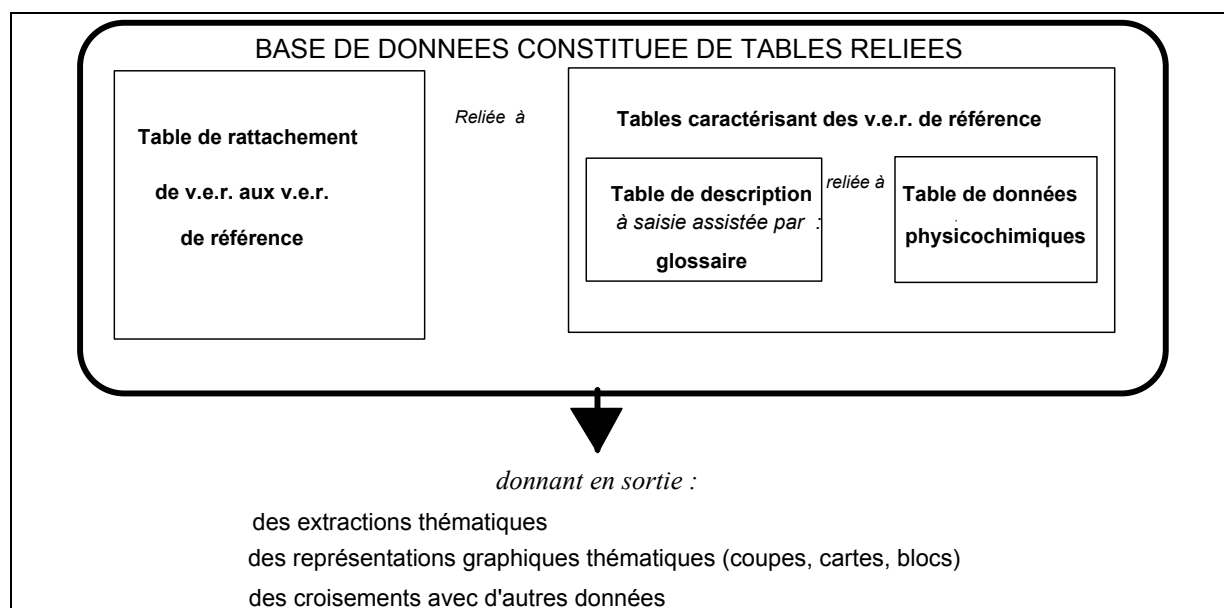 BASE DE DONNEES CONSTITUEE DE TABLES RELIEES
Table de rattachement
de v.e.r. aux v.e.r.
de référence
Reliée à
Tables caractérisant des v.e.r. de référence
Table de description
à saisie assistée par :
glossaire
reliée à
Table de données
physicochimiques
donnant en sortie :
des extractions thématiques
des représentations graphiques thématiques (coupes, cartes, blocs)
des croisements avec d'autres données